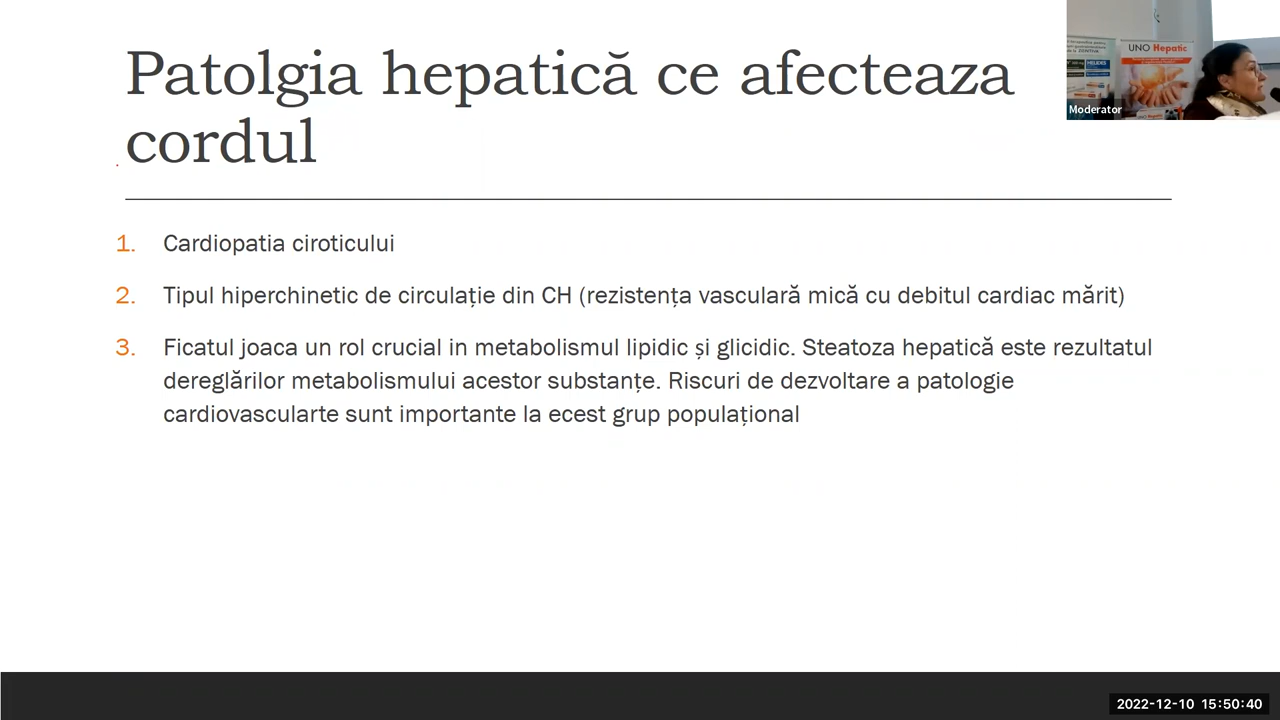 Patolgia hepatică ce afecteaza
cordul
1. Cardiopatia ciroticului
2. Tipul hiperchinetic de circulație din CH (rezistența vasculară mică cu debitul cardiac mărit)
3. Ficatul joaca un rol crucial in metabolismul lipidic și glicidic. Steatoza hepatică este rezultatul
dereglărilor metabolismului acestor substanțe. Riscuri de dezvoltare a patologie
cardiovascularte sunt importante la ecest grup populațional
UNO Hepatic
Moderator
2022-12-10 15:50:40